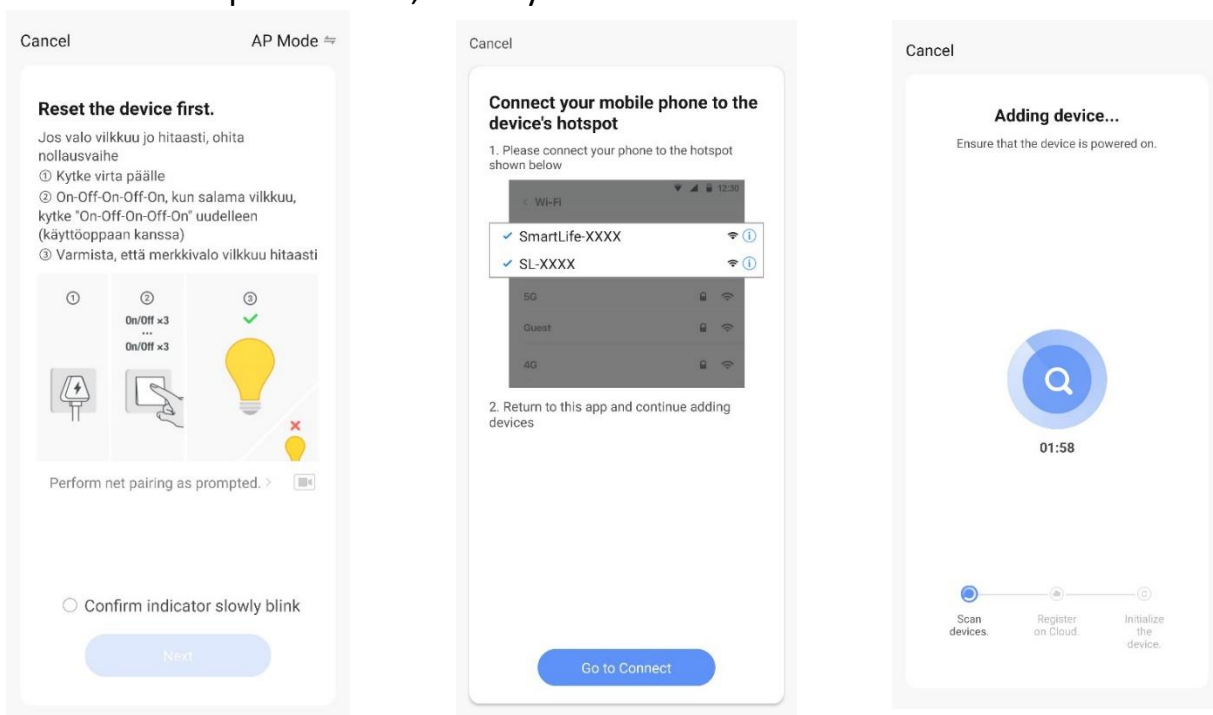 Cancel
AP Mode ⇋
Reset the device first.
Jos valo vilkkuu jo hitaasti, ohita
nollausvaihe
① Kytke virta päälle
② On-Off-On-Off-On, kun salama vilkkuu,
kytke "On-Off-On-Off-On" uudelleen
(käyttöoppaan kanssa)
③ Varmista, että merkkivalo vilkkuu hitaasti
① ② ③
On/Off ×3
...
On/Off ×3
Perform net pairing as prompted. >
Confirm indicator slowly blink
Next
Cancel
Connect your mobile phone to the
device's hotspot
1. Please connect your phone to the hotspot
shown below
12:30
< Wi-Fi
SmartLife-XXXX
SL-XXXX
5G
Guest
4G
2. Return to this app and continue adding
devices
Go to Connect
Cancel
Adding device...
Ensure that the device is powered on.
01:58
Scan
devices.
Register
on Cloud.
Initialize
the
device.